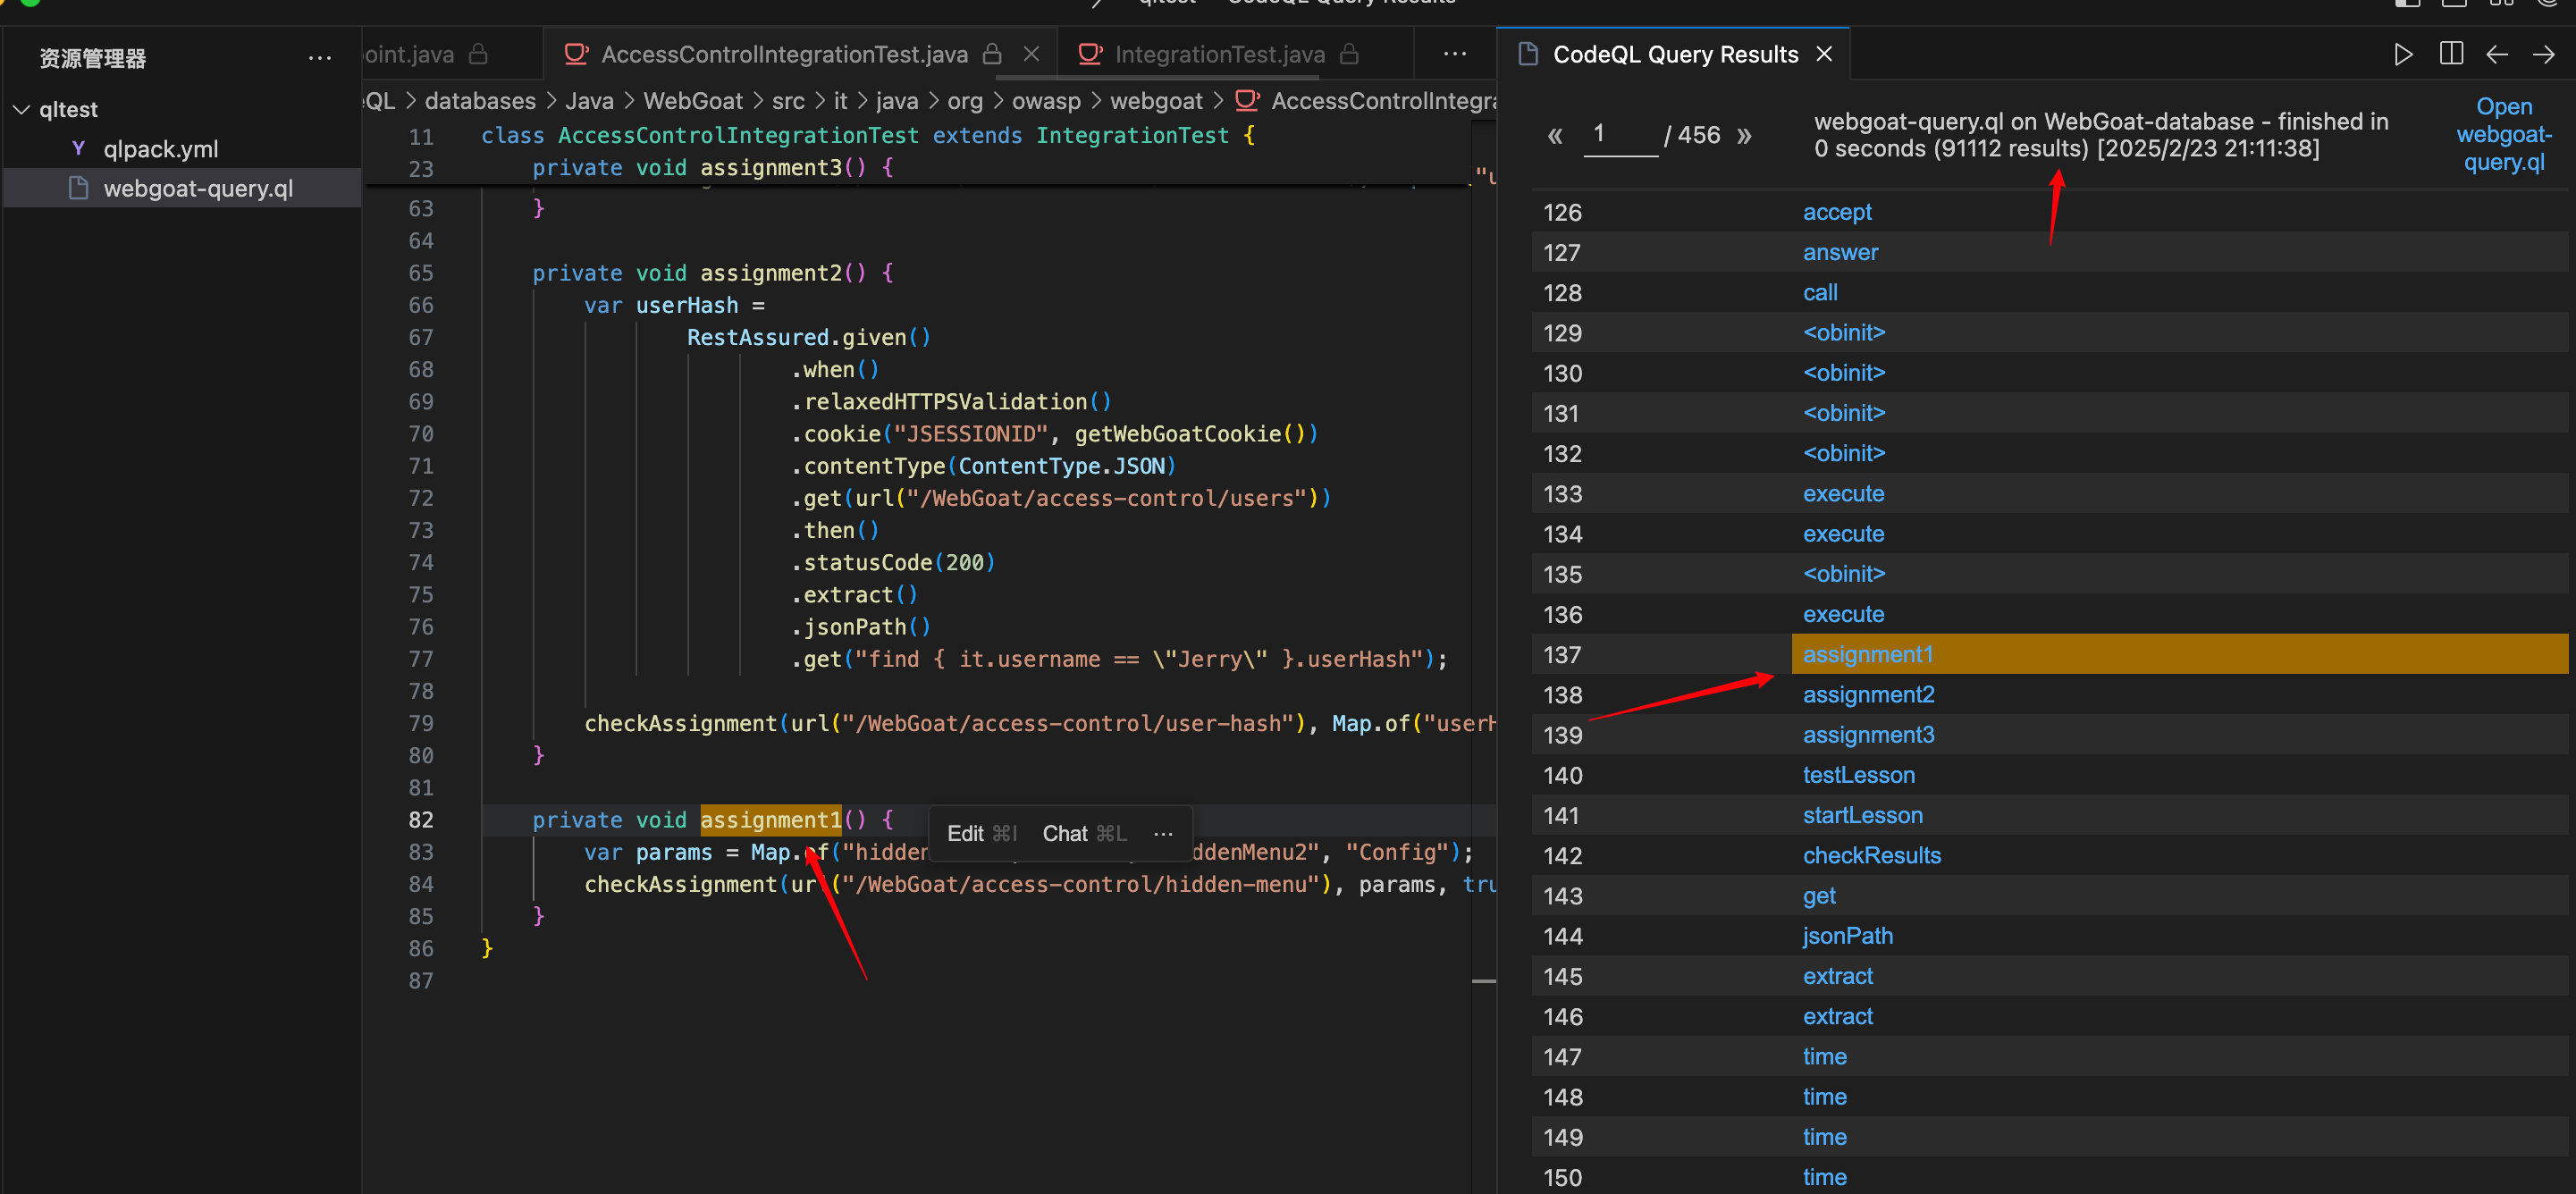 资源管理器 ···
qltest
qlpack.yml
webgoat-query.ql
oint.java
AccessControlIntegrationTest.java
IntegrationTest.java
···
QL > databases > Java > WebGoat > src > it > java > org > owasp > webgoat > AccessControlIntegra
11 class AccessControlIntegrationTest extends IntegrationTest {
23 private void assignment3() {
63 }
64
65 private void assignment2() {
66 var userHash =
67 RestAssured.given()
68 .when()
69 .relaxedHTTPSValidation()
70 .cookie("JSESSIONID", getWebGoatCookie())
71 .contentType(ContentType.JSON)
72 .get(url("/WebGoat/access-control/users"))
73 .then()
74 .statusCode(200)
75 .extract()
76 .jsonPath()
77 .get("find { it.username == \"Jerry\" }.userHash");
78
79 checkAssignment(url("/WebGoat/access-control/user-hash"), Map.of("userH
80 }
81
82 private void assignment1() {
Edit ⌘I Chat ⌘L ···
83 var params = Map.of("hidden ddenMenu2", "Config");
84 checkAssignment(ur ("/WebGoat/access-control/hidden-menu"), params, tru
85 }
86 }
87
CodeQL Query Results
« 1 / 456 »
webgoat-query.ql on WebGoat-database - finished in
0 seconds (91112 results) [2025/2/23 21:11:38]
Open
webgoat-
query.ql
126 accept
127 answer
128 call
129 <obinit>
130 <obinit>
131 <obinit>
132 <obinit>
133 execute
134 execute
135 <obinit>
136 execute
137 assignment1
138 assignment2
139 assignment3
140 testLesson
141 startLesson
142 checkResults
143 get
144 jsonPath
145 extract
146 extract
147 time
148 time
149 time
150 time